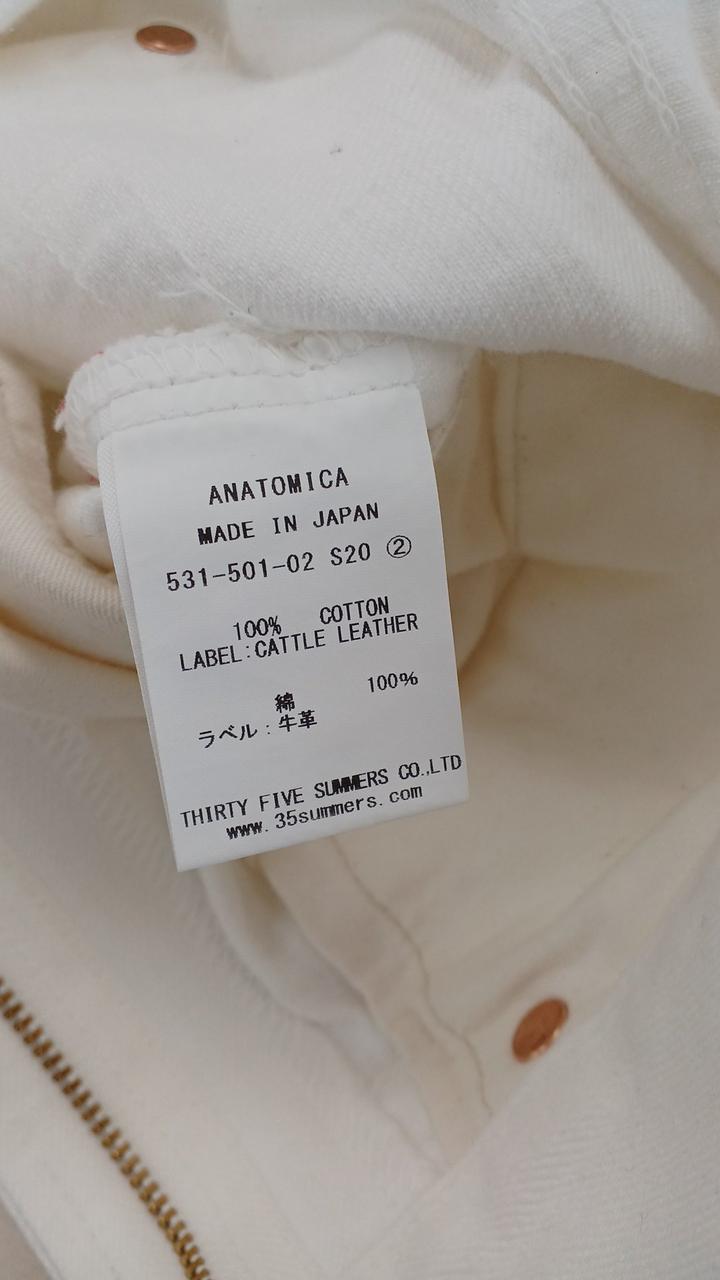 ANATOMICA
MADE IN JAPAN
531-501-02 S20 ②
100% COTTON
LABEL:CATTLE LEATHER
綿 100%
ラベル:牛革
THIRTY FIVE SUMMERS CO.,LTD
www.35summers.com